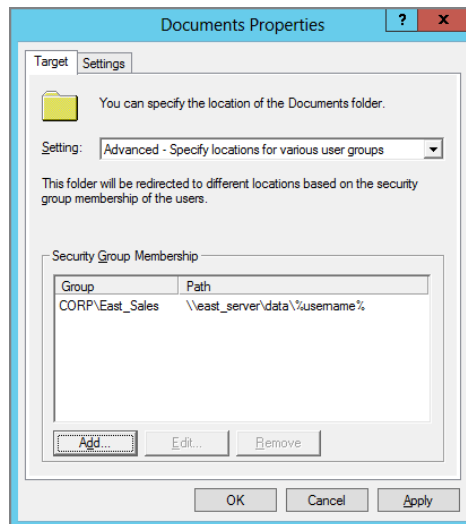 Documents Properties
? x
Target Settings
You can specify the location of the Documents folder.
Setting: Advanced - Specify locations for various user groups
This folder will be redirected to different locations based on the security
group membership of the users.
Security Group Membership
Group Path
CORP\East_Sales \\east_server\data\%username%
Add... Edit... Remove
OK Cancel Apply